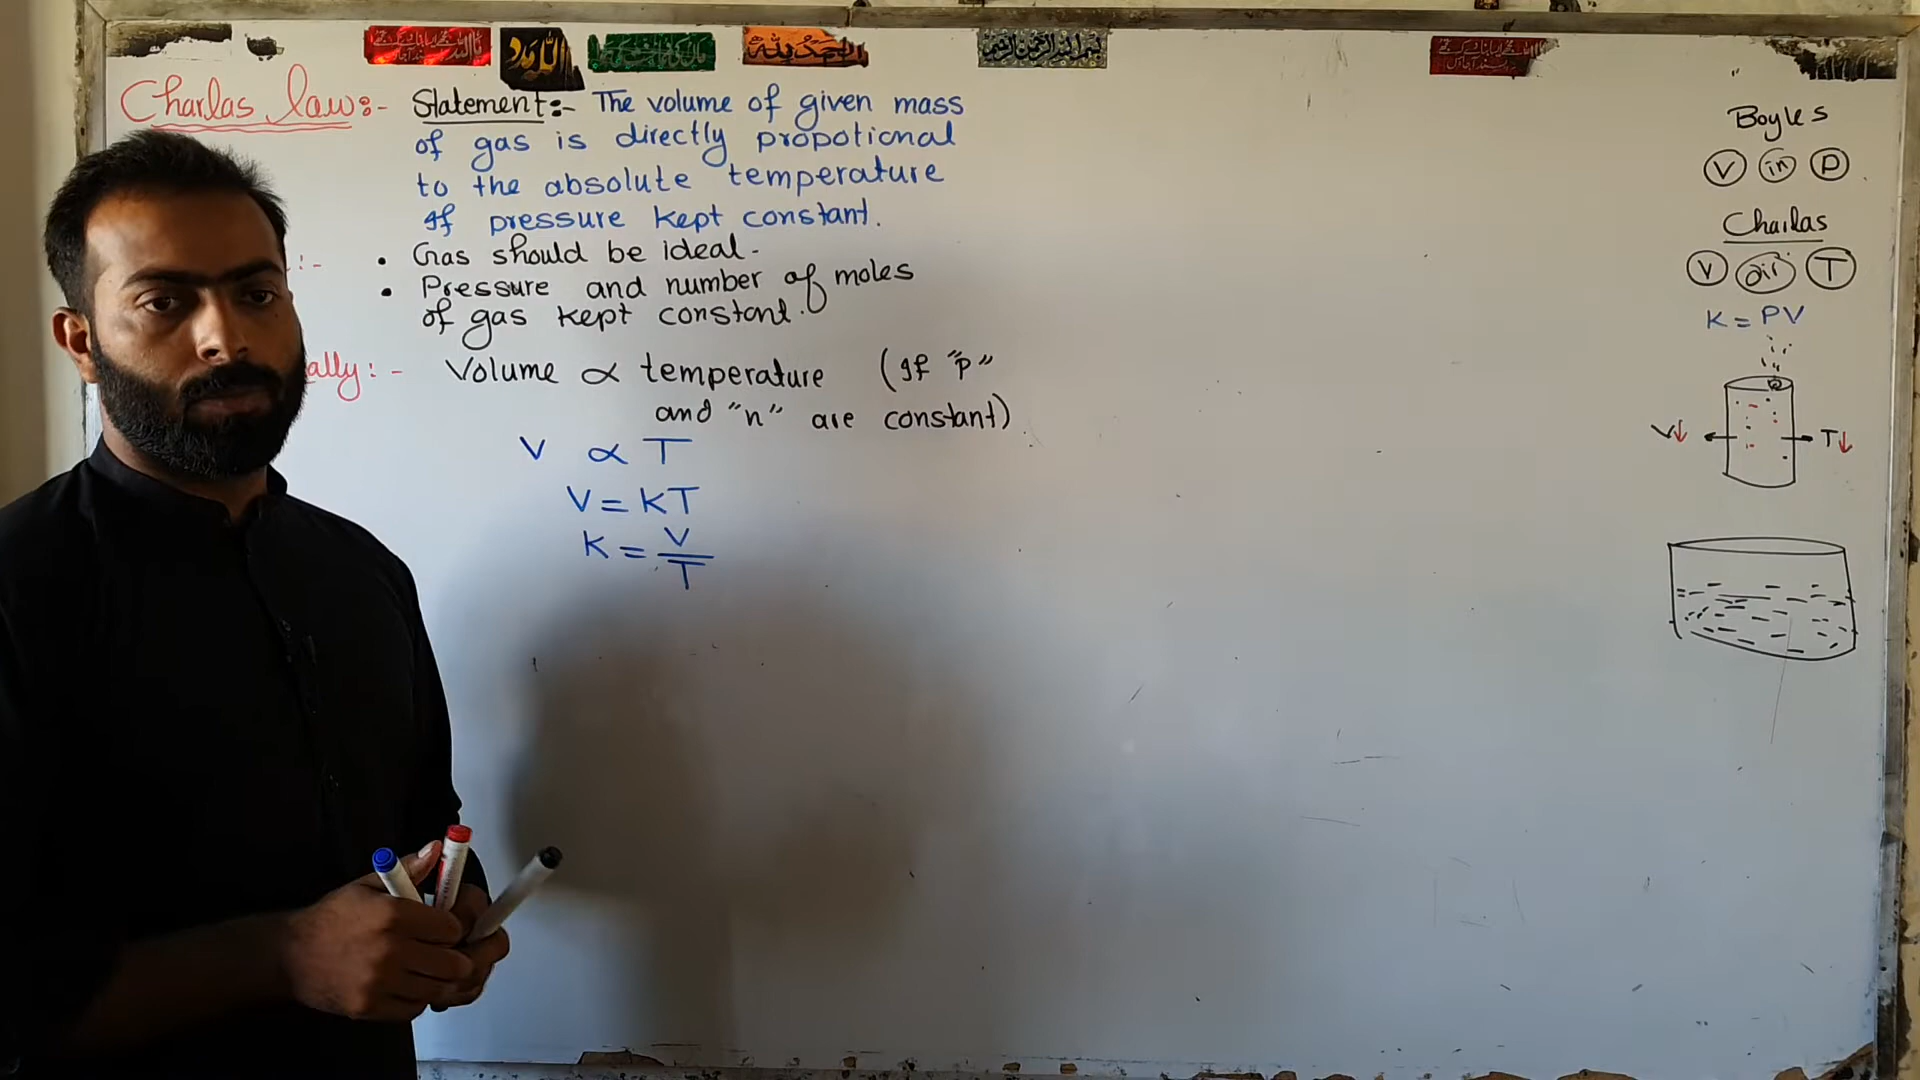 Charlas law:- Statement:- The volume of given mass
of gas is directly propotional
to the absolute temperature
If pressure kept constant.
:- • Gas should be ideal-
• Pressure and number of moles
of gas kept constant.
ally:- Volume ∝ temperature (If "p"
and "n" are constant)
V ∝ T
V = KT
K = V
T
Boyles
V in P
Charlas
V dir T
K = PV
V↓ T↓